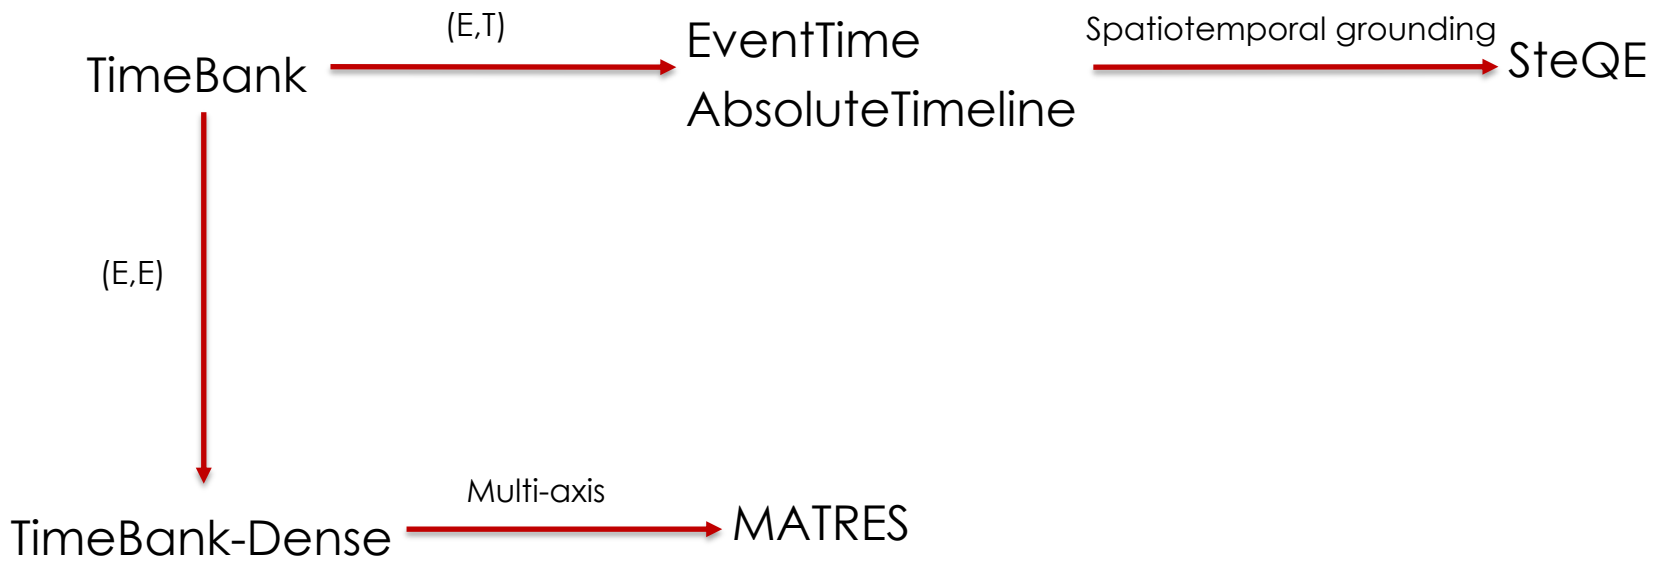 (E,T)
EventTime
Spatiotemporal grounding
SteQE
TimeBank
AbsoluteTimeline
(E,E)
Multi-axis
TimeBank-Dense
MATRES